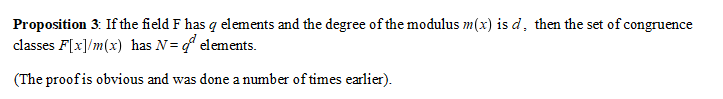 Proposition 3: If the field F has q elements and the degree of the modulus m(x) is d, then the set of congruence
classes F[x]/m(x) has N= q^d elements.
(The proof is obvious and was done a number of times earlier).